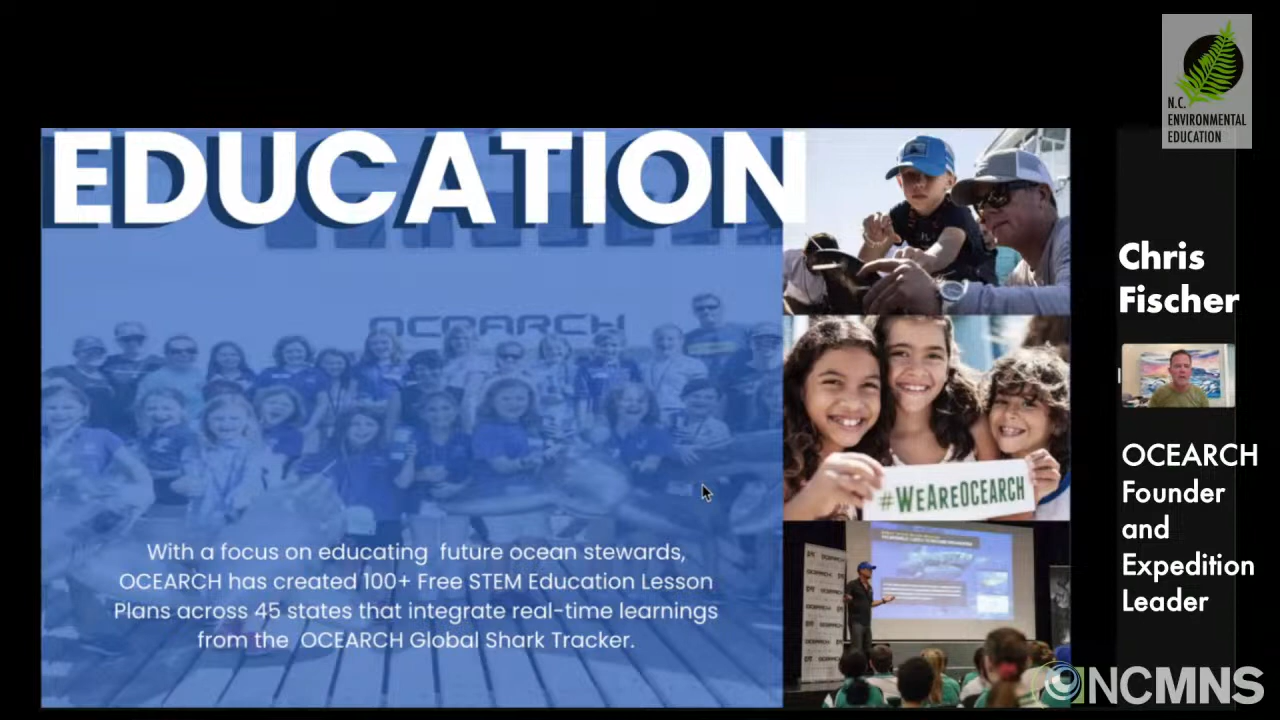 N.C.
ENVIRONMENTAL
EDUCATION
EDUCATION
OCEARCH
Chris
Fischer
#WEAREOCEARCH
OCEARCH
Founder
and
Expedition
Leader
With a focus on educating future ocean stewards,
OCEARCH has created 100+ Free STEM Education Lesson
Plans across 45 states that integrate real-time learnings
from the OCEARCH Global Shark Tracker.
NCMNS